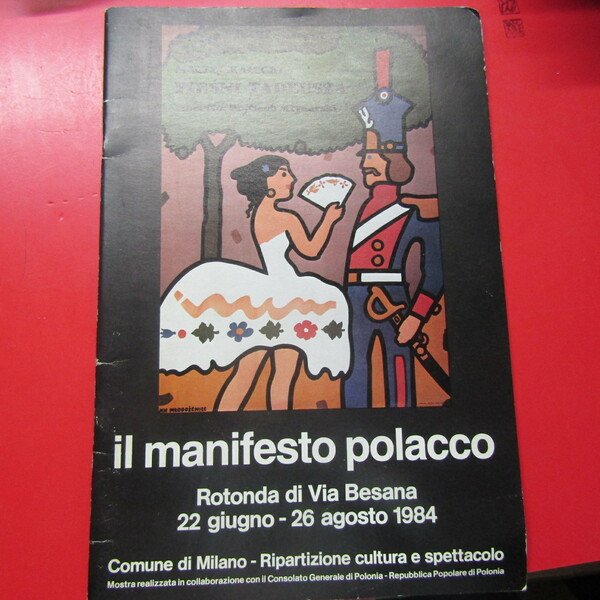 il manifesto polacco
Rotonda di Via Besana
22 giugno - 26 agosto 1984
Comune di Milano - Ripartizione cultura e spettacolo
Mostra realizzata in collaborazione con il Consolato Generale di Polonia - Repubblica Popolare di Polonia